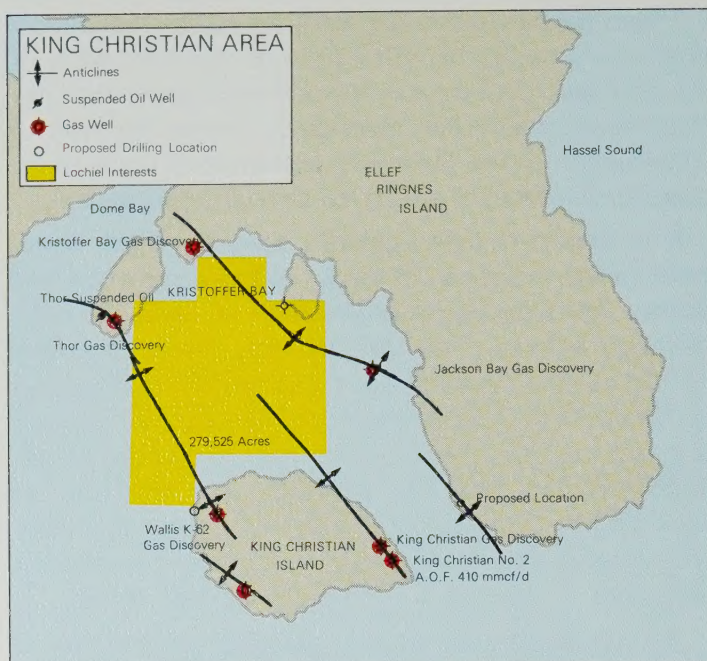 KING CHRISTIAN AREA
Anticlines
Suspended Oil Well
Gas Well
Proposed Drilling Location
Lochiel Interests
Hassel Sound
ELLEF
RINGNES
ISLAND
Dome Bay
Kristoffer Bay Gas Discovery
KRISTOFFER BAY
Thor Suspended Oil
Thor Gas Discovery
Jackson Bay Gas Discovery
279,525 Acres
Proposed Location
Wallis K-62
Gas Discovery
KING CHRISTIAN
ISLAND
King Christian Gas Discovery
King Christian No. 2
A.O.F. 410 mmcf/d